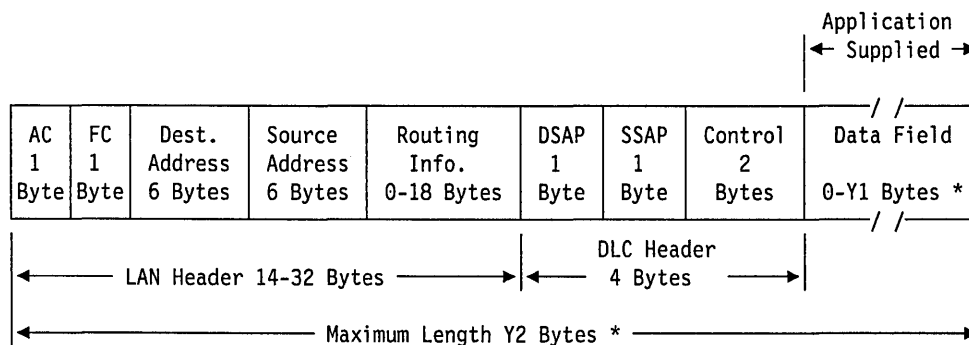 Application
Supplied
AC FC Dest. Source Routing DSAP SSAP Control Data Field
1 1 Address Address Info. 1 1 2
Byte Byte 6 Bytes 6 Bytes 0-18 Bytes Byte Byte Bytes 0-Y1 Bytes *
DLC Header
LAN Header 14-32 Bytes 4 Bytes
Maximum Length Y2 Bytes *